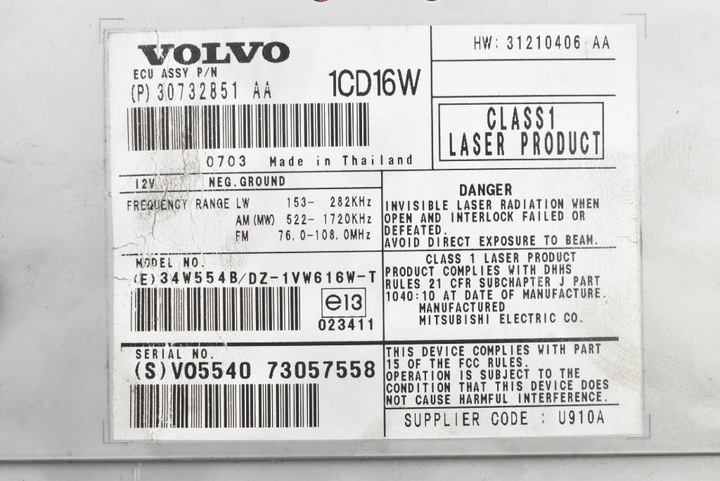 VOLVO
ECU ASSY P/N
(P) 30732851 AA
1CD16W
HW: 31210406 AA
CLASS1
LASER PRODUCT
0703 Made in Thailand
12V NEG.GROUND
FREQUENCY RANGE LW 153- 282KHz
AM(MW) 522-1720KHz
FM 76.0-108.0MHz
DANGER
INVISIBLE LASER RADIATION WHEN
OPEN AND INTERLOCK FAILED OR
DEFEATED.
AVOID DIRECT EXPOSURE TO BEAM.
MODEL NO.
(E)34W554B/DZ-1VW616W-T
e13
023411
CLASS 1 LASER PRODUCT
PRODUCT COMPLIES WITH DHHS
RULES 21 CFR SUBCHAPTER J PART
1040:10 AT DATE OF MANUFACTURE.
MANUFACTURED
MITSUBISHI ELECTRIC CO.
SERIAL NO.
(S)VO5540 73057558
THIS DEVICE COMPLIES WITH PART
15 OF THE FCC RULES.
OPERATION IS SUBJECT TO THE
CONDITION THAT THIS DEVICE DOES
NOT CAUSE HARMFUL INTERFERENCE.
SUPPLIER CODE : U910A